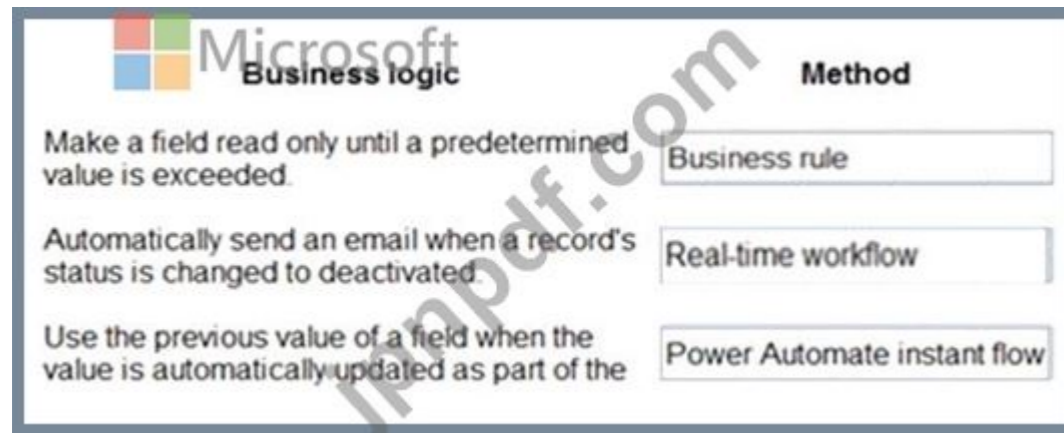 Microsoft
Business logic
Method
Make a field read only until a predetermined
value is exceeded.
Business rule
Automatically send an email when a record's
status is changed to deactivated.
Real-time workflow
Use the previous value of a field when the
value is automatically updated as part of the
Power Automate instant flow
jpnpdf.com